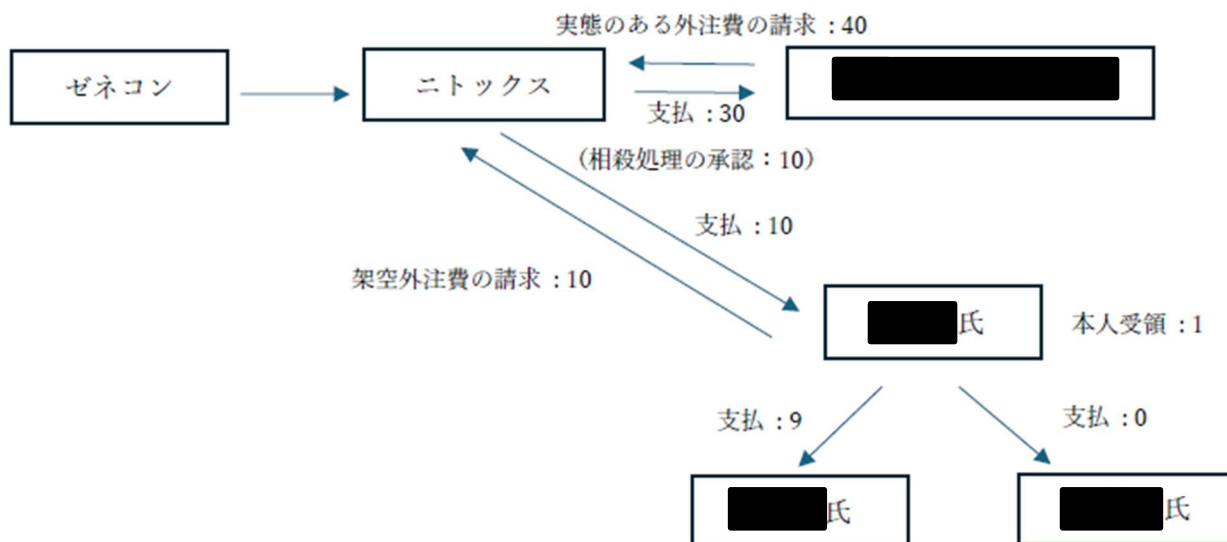 実態のある外注費の請求:40
ゼネコン
ニトックス
支払:30
(相殺処理の承認:10)
支払:10
架空外注費の請求:10
氏
本人受領:1
支払:9
支払:0
氏
氏